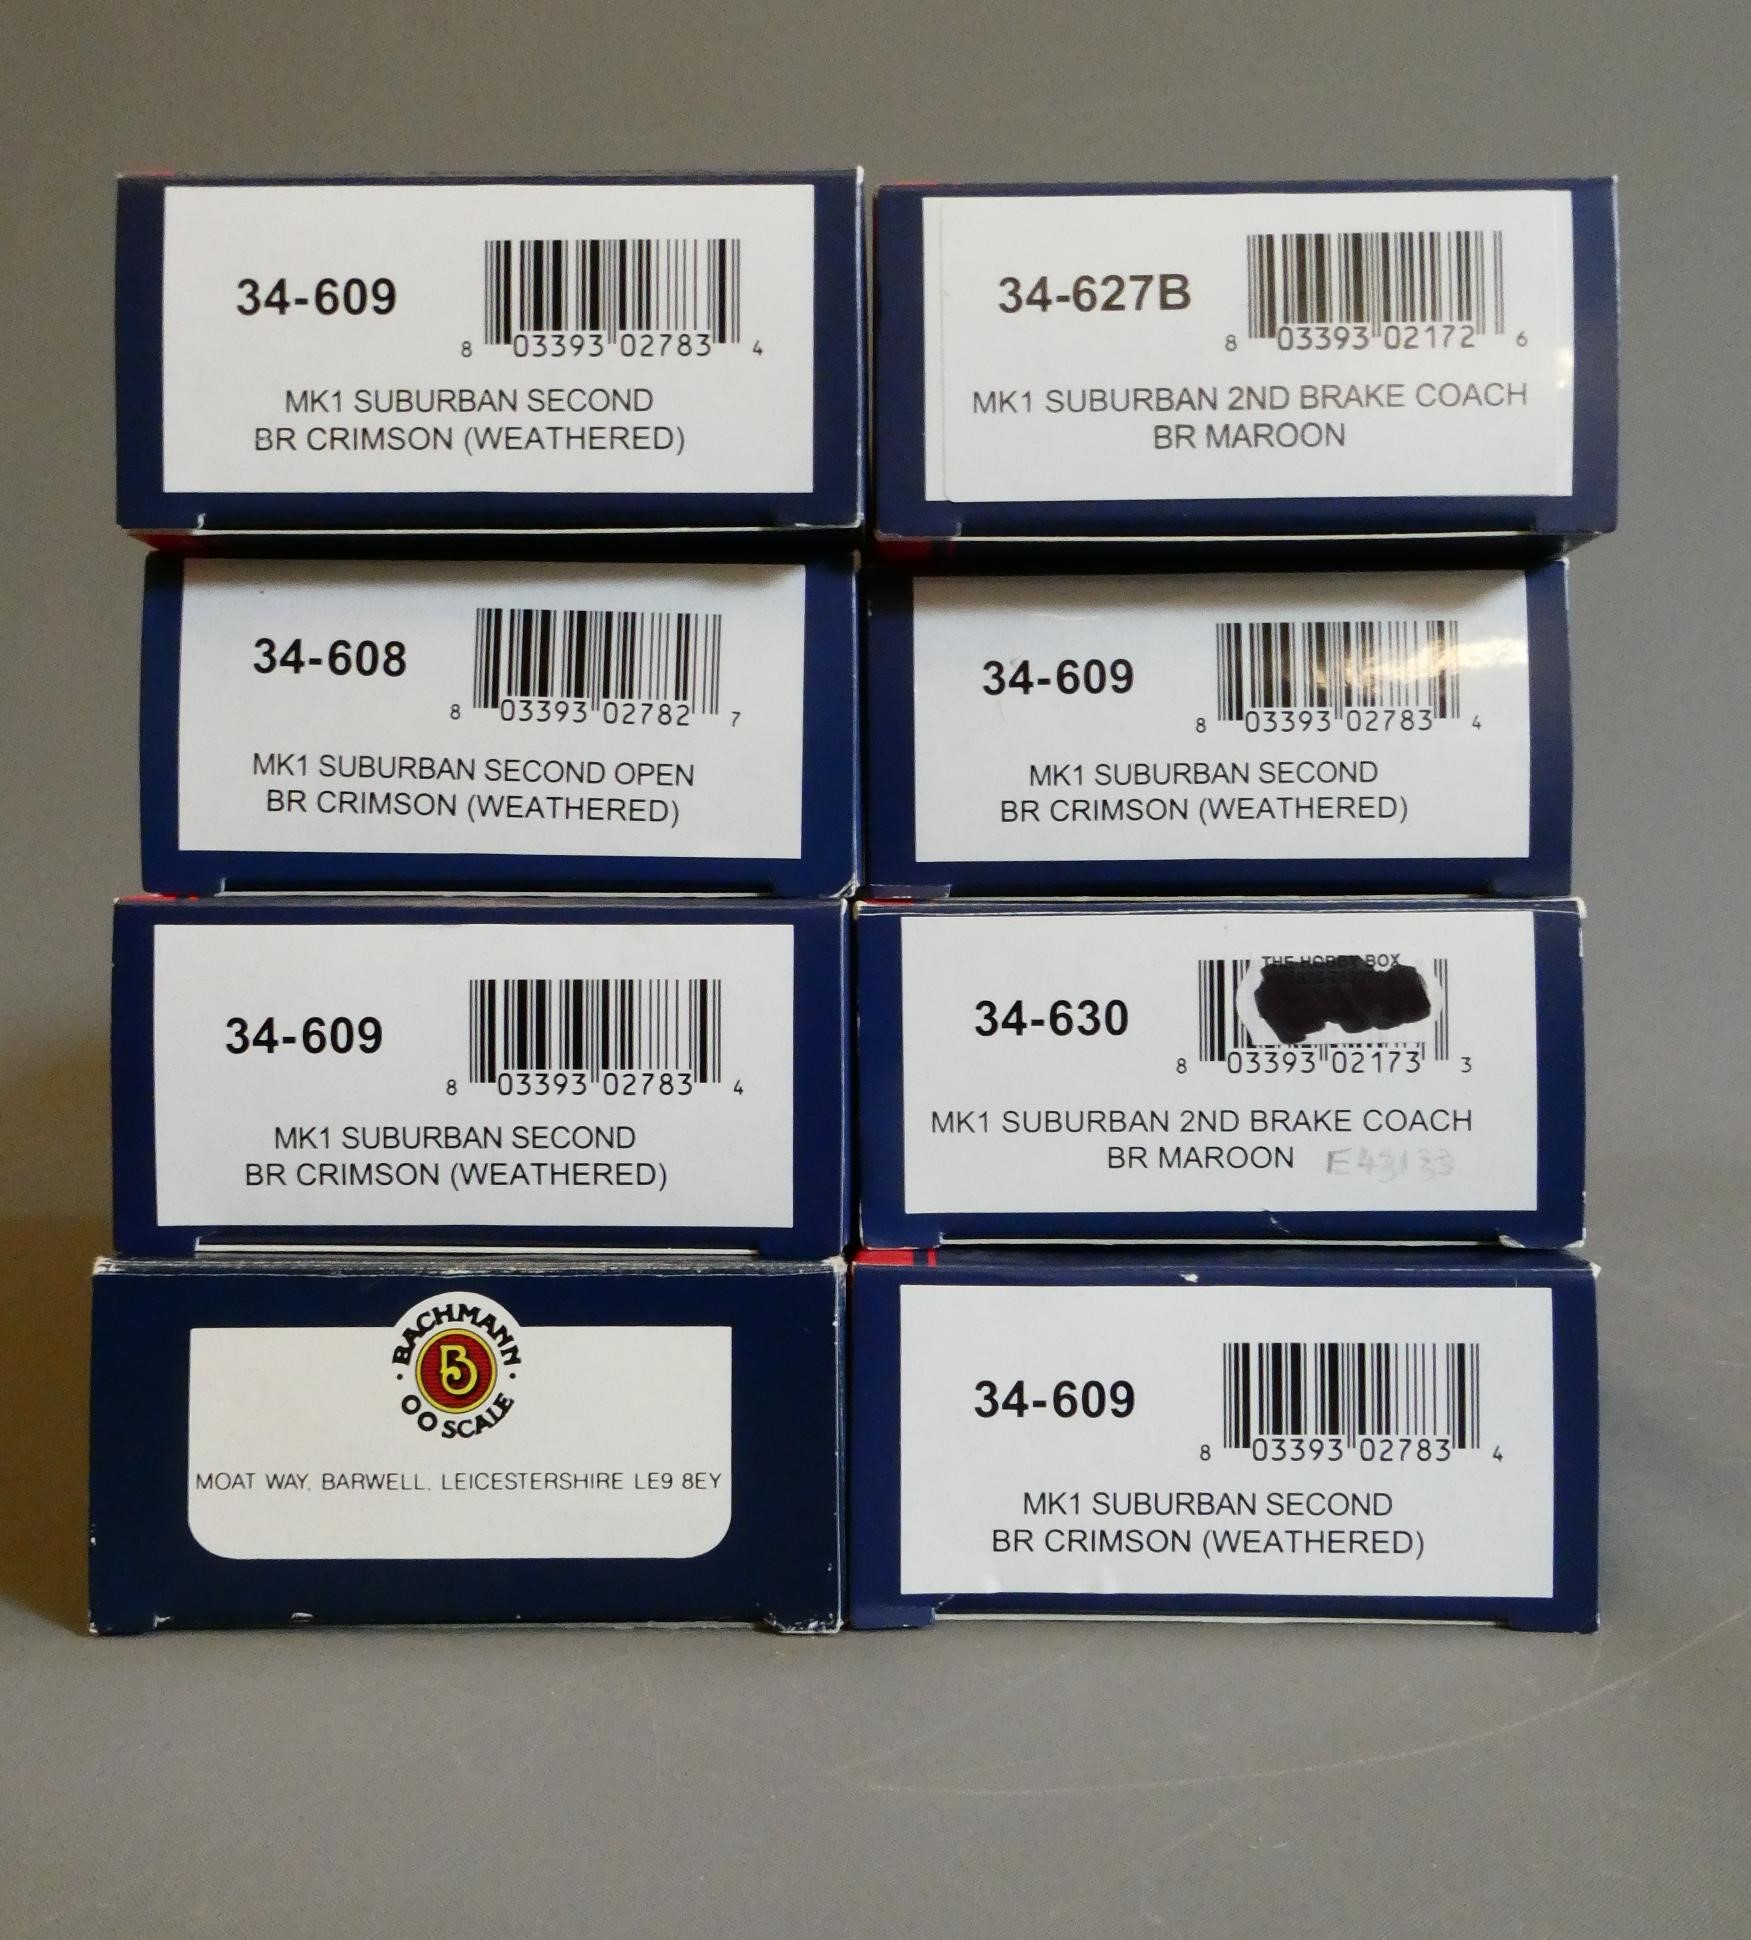 34-609
8 03393 02783 4
MK1 SUBURBAN SECOND
BR CRIMSON (WEATHERED)
34-627B
8 03393 02172 6
MK1 SUBURBAN 2ND BRAKE COACH
BR MAROON
34-608
8 03393 02782 7
MK1 SUBURBAN SECOND OPEN
BR CRIMSON (WEATHERED)
34-609
8 03393 02783 4
MK1 SUBURBAN SECOND
BR CRIMSON (WEATHERED)
34-609
8 03393 02783 4
MK1 SUBURBAN SECOND
BR CRIMSON (WEATHERED)
THE HOBBY BOX
34-630
8 03393 02173 3
MK1 SUBURBAN 2ND BRAKE COACH
BR MAROON E43133
BACHMANN
B
OO SCALE
MOAT WAY, BARWELL, LEICESTERSHIRE LE9 8EY
34-609
8 03393 02783 4
MK1 SUBURBAN SECOND
BR CRIMSON (WEATHERED)